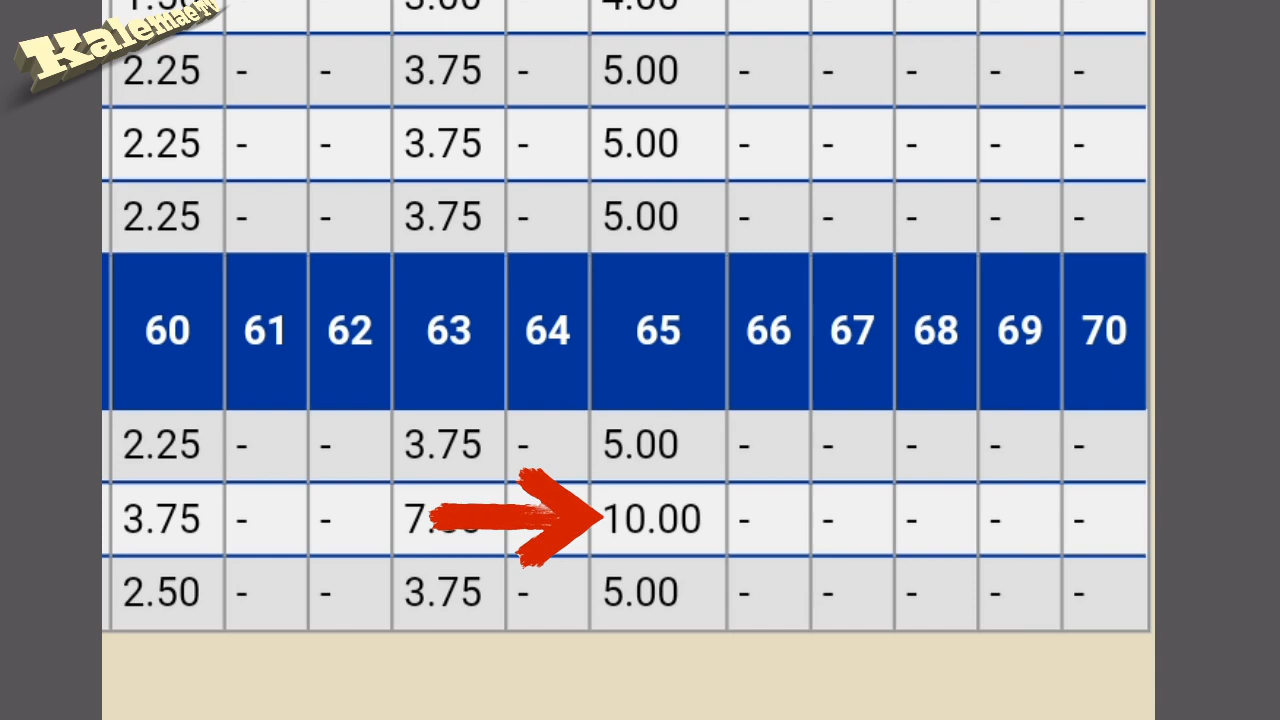 KalemaeTV
2.25 - - 3.75 - 5.00 - - - - -
2.25 - - 3.75 - 5.00 - - - - -
2.25 - - 3.75 - 5.00 - - - - -
60 61 62 63 64 65 66 67 68 69 70
2.25 - - 3.75 - 5.00 - - - - -
3.75 - - 10.00 - - - - -
2.50 - - 3.75 - 5.00 - - - - -